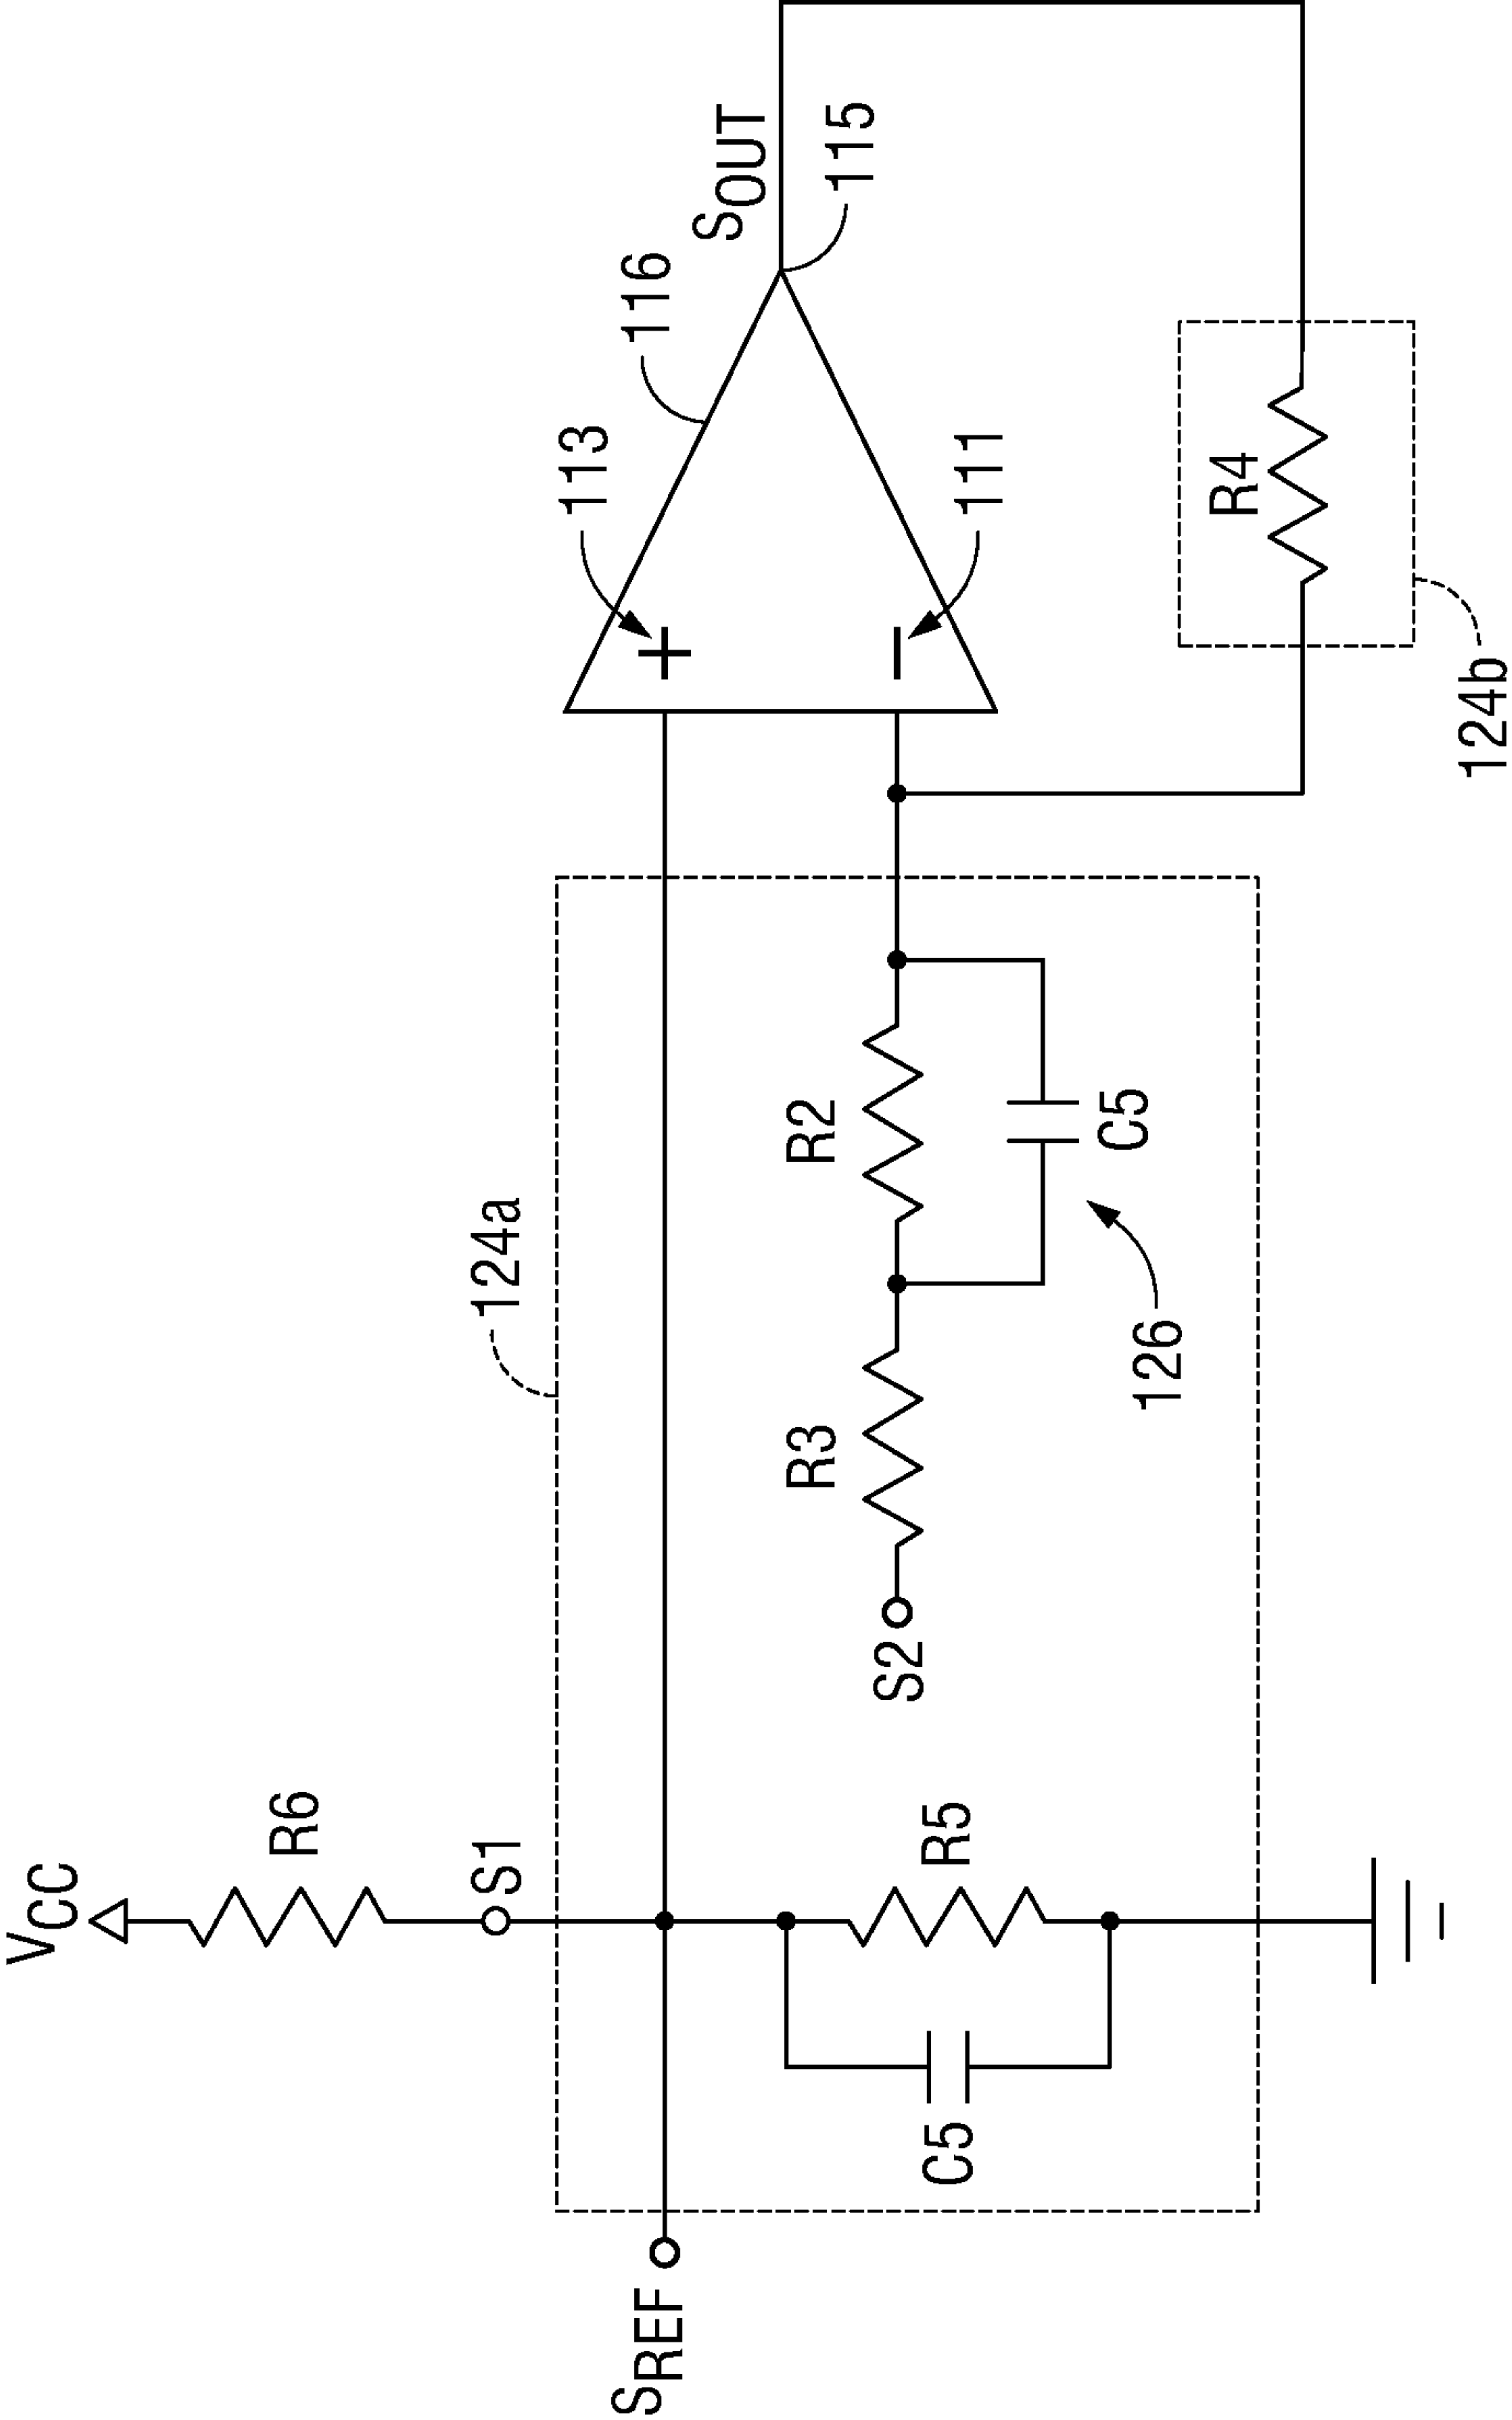 VCC
R6
S1
SREF
C5
R5
124a
S2
R3
R2
C5
126
113
116
SOUT
115
111
R4
124b